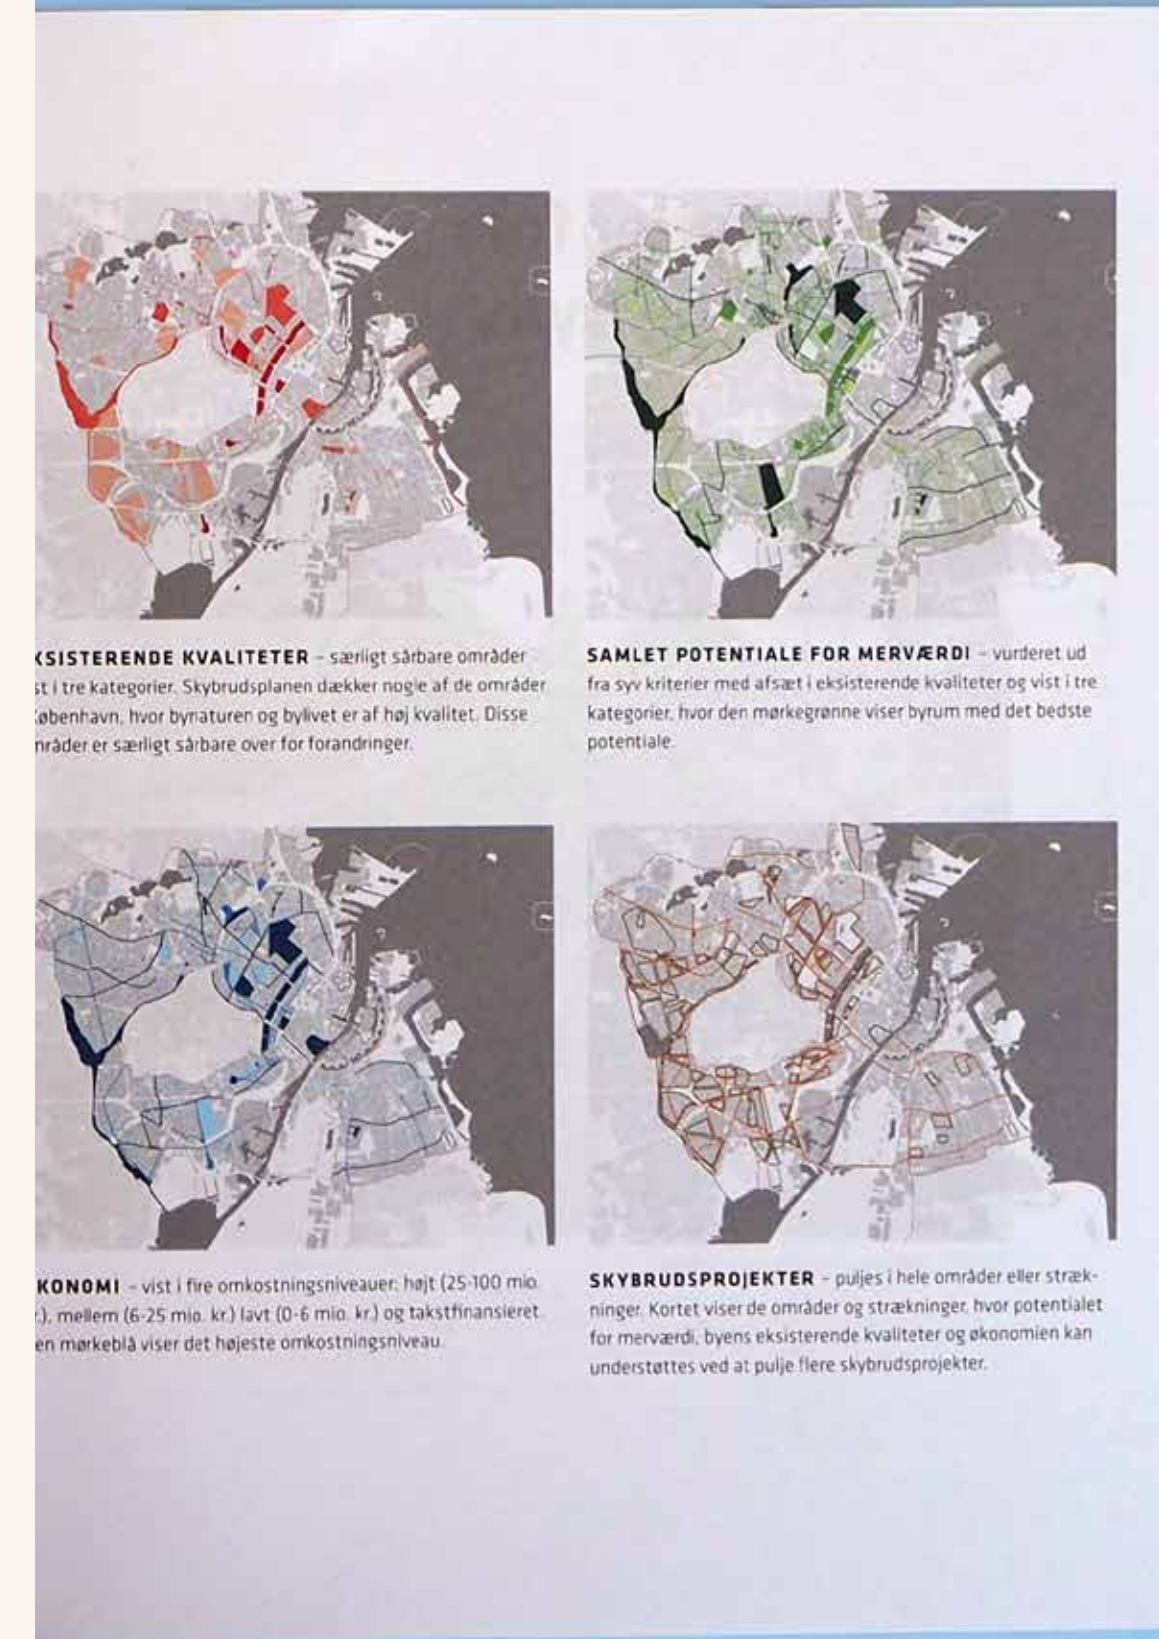 KSISTERENDE KVALITETER – særligt sårbare områder
st i tre kategorier. Skybrudsplanen dækker nogle af de områder
København, hvor bynaturen og bylivet er af høj kvalitet. Disse
mråder er særligt sårbare over for forandringer.
SAMLET POTENTIALE FOR MERVÆRDI – vurderet ud
fra syv kriterier med afsæt i eksisterende kvaliteter og vist i tre
kategorier, hvor den mørkegrønne viser byrum med det bedste
potentiale.
KONOMI – vist i fire omkostningsniveauer: højt (25-100 mio.
r.), mellem (6-25 mio. kr.) lavt (0-6 mio. kr.) og takstfinansieret.
en mørkeblå viser det højeste omkostningsniveau.
SKYBRUDSPROJEKTER – puljes i hele områder eller stræk-
ninger. Kortet viser de områder og strækninger, hvor potentialet
for merværdi, byens eksisterende kvaliteter og økonomien kan
understøttes ved at pulje flere skybrudsprojekter.